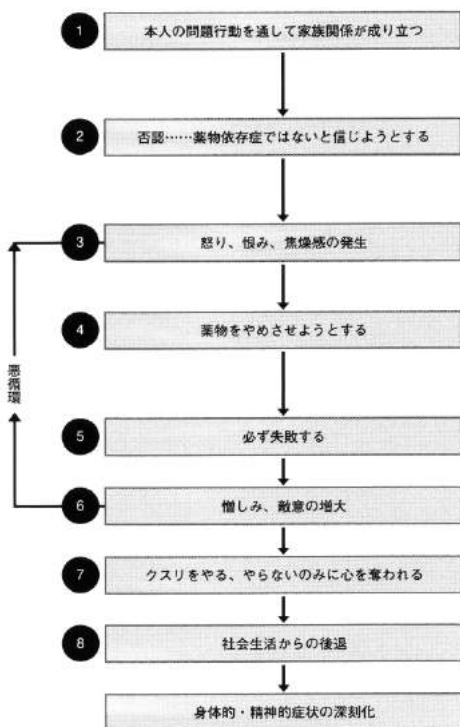 1 本人の問題行動を通して家族関係が成り立つ
2 否認……薬物依存症ではないと信じようとする
3 怒り、恨み、焦燥感の発生
4 薬物をやめさせようとする
悪循環
5 必ず失敗する
6 憎しみ、敵意の増大
7 クスリをやる、やらないのみに心を奪われる
8 社会生活からの後退
身体的・精神的症状の深刻化